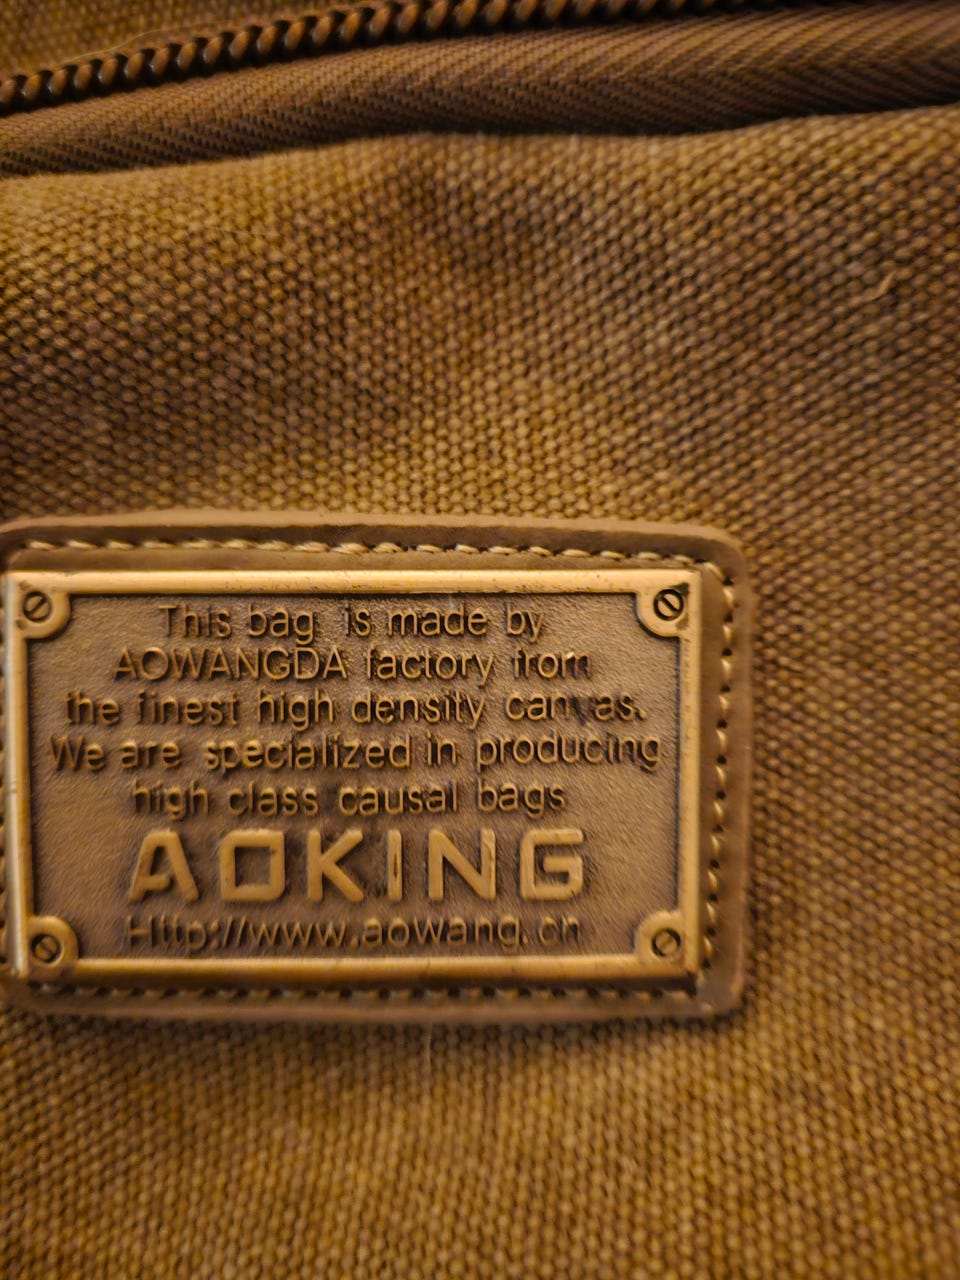 This bag is made by
AOWANGDA factory from
the finest high density canvas.
We are specialized in producing
high class causal bags
AOKING
Http://www.aowang.cn